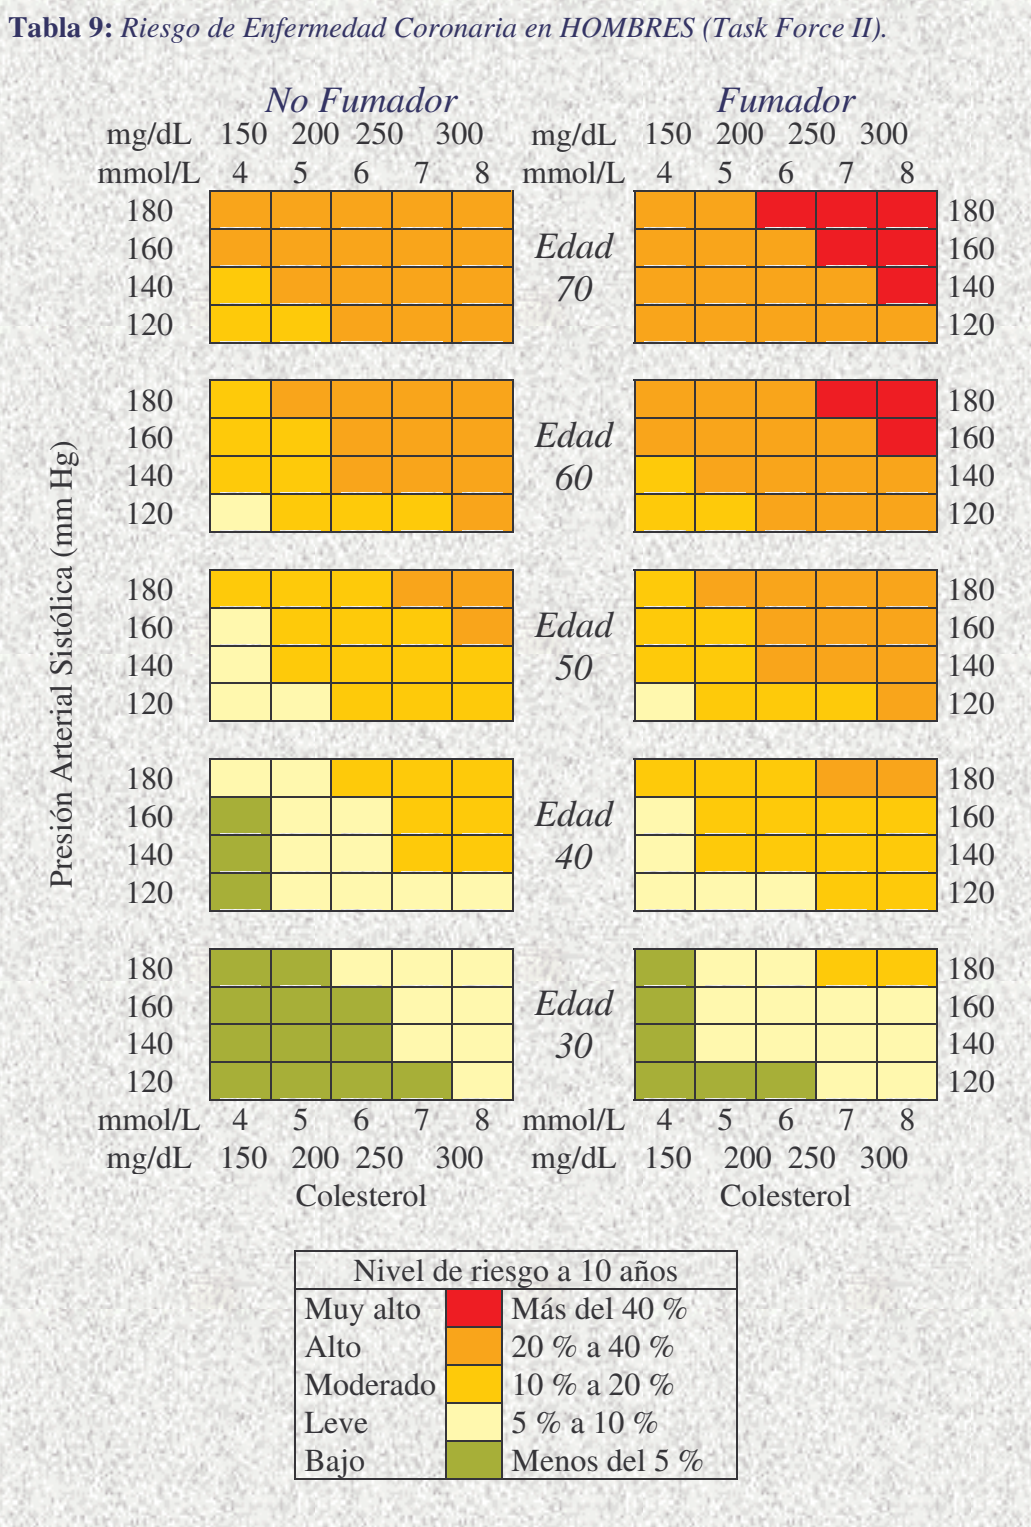 Tabla 9: Riesgo de Enfermedad Coronaria en HOMBRES (Task Force II).
No Fumador Fumador
mg/dL 150 200 250 300 mg/dL 150 200 250 300
mmol/L 4 5 6 7 8 mmol/L 4 5 6 7 8
180 180
160 Edad 160
140 70 140
120 120
180 180
160 Edad 160
140 60 140
120 120
Presión Arterial Sistólica (mm Hg)
180 180
160 Edad 160
140 50 140
120 120
180 180
160 Edad 160
140 40 140
120 120
180 180
160 Edad 160
140 30 140
120 120
mmol/L 4 5 6 7 8 mmol/L 4 5 6 7 8
mg/dL 150 200 250 300 mg/dL 150 200 250 300
Colesterol Colesterol
Nivel de riesgo a 10 años
Muy alto Más del 40 %
Alto 20 % a 40 %
Moderado 10 % a 20 %
Leve 5 % a 10 %
Bajo Menos del 5 %